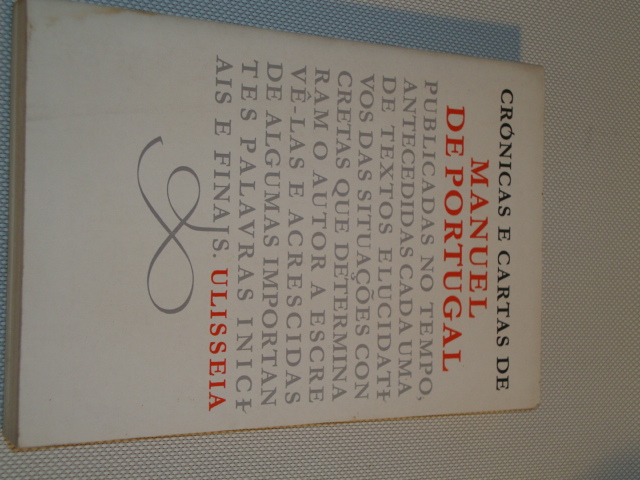 CRÓNICAS E CARTAS DE
MANUEL
DE PORTUGAL
PUBLICADAS NO TEMPO,
ANTECEDIDAS CADA UMA
DE TEXTOS ELUCIDATI
VOS DAS SITUAÇÕES CON
CRETAS QUE DETERMINA
RAM O AUTOR A ESCRE
VÊ-LAS E ACRESCIDAS
DE ALGUMAS IMPORTAN
TES PALAVRAS INICI
AIS E FINAIS. ULISSEIA